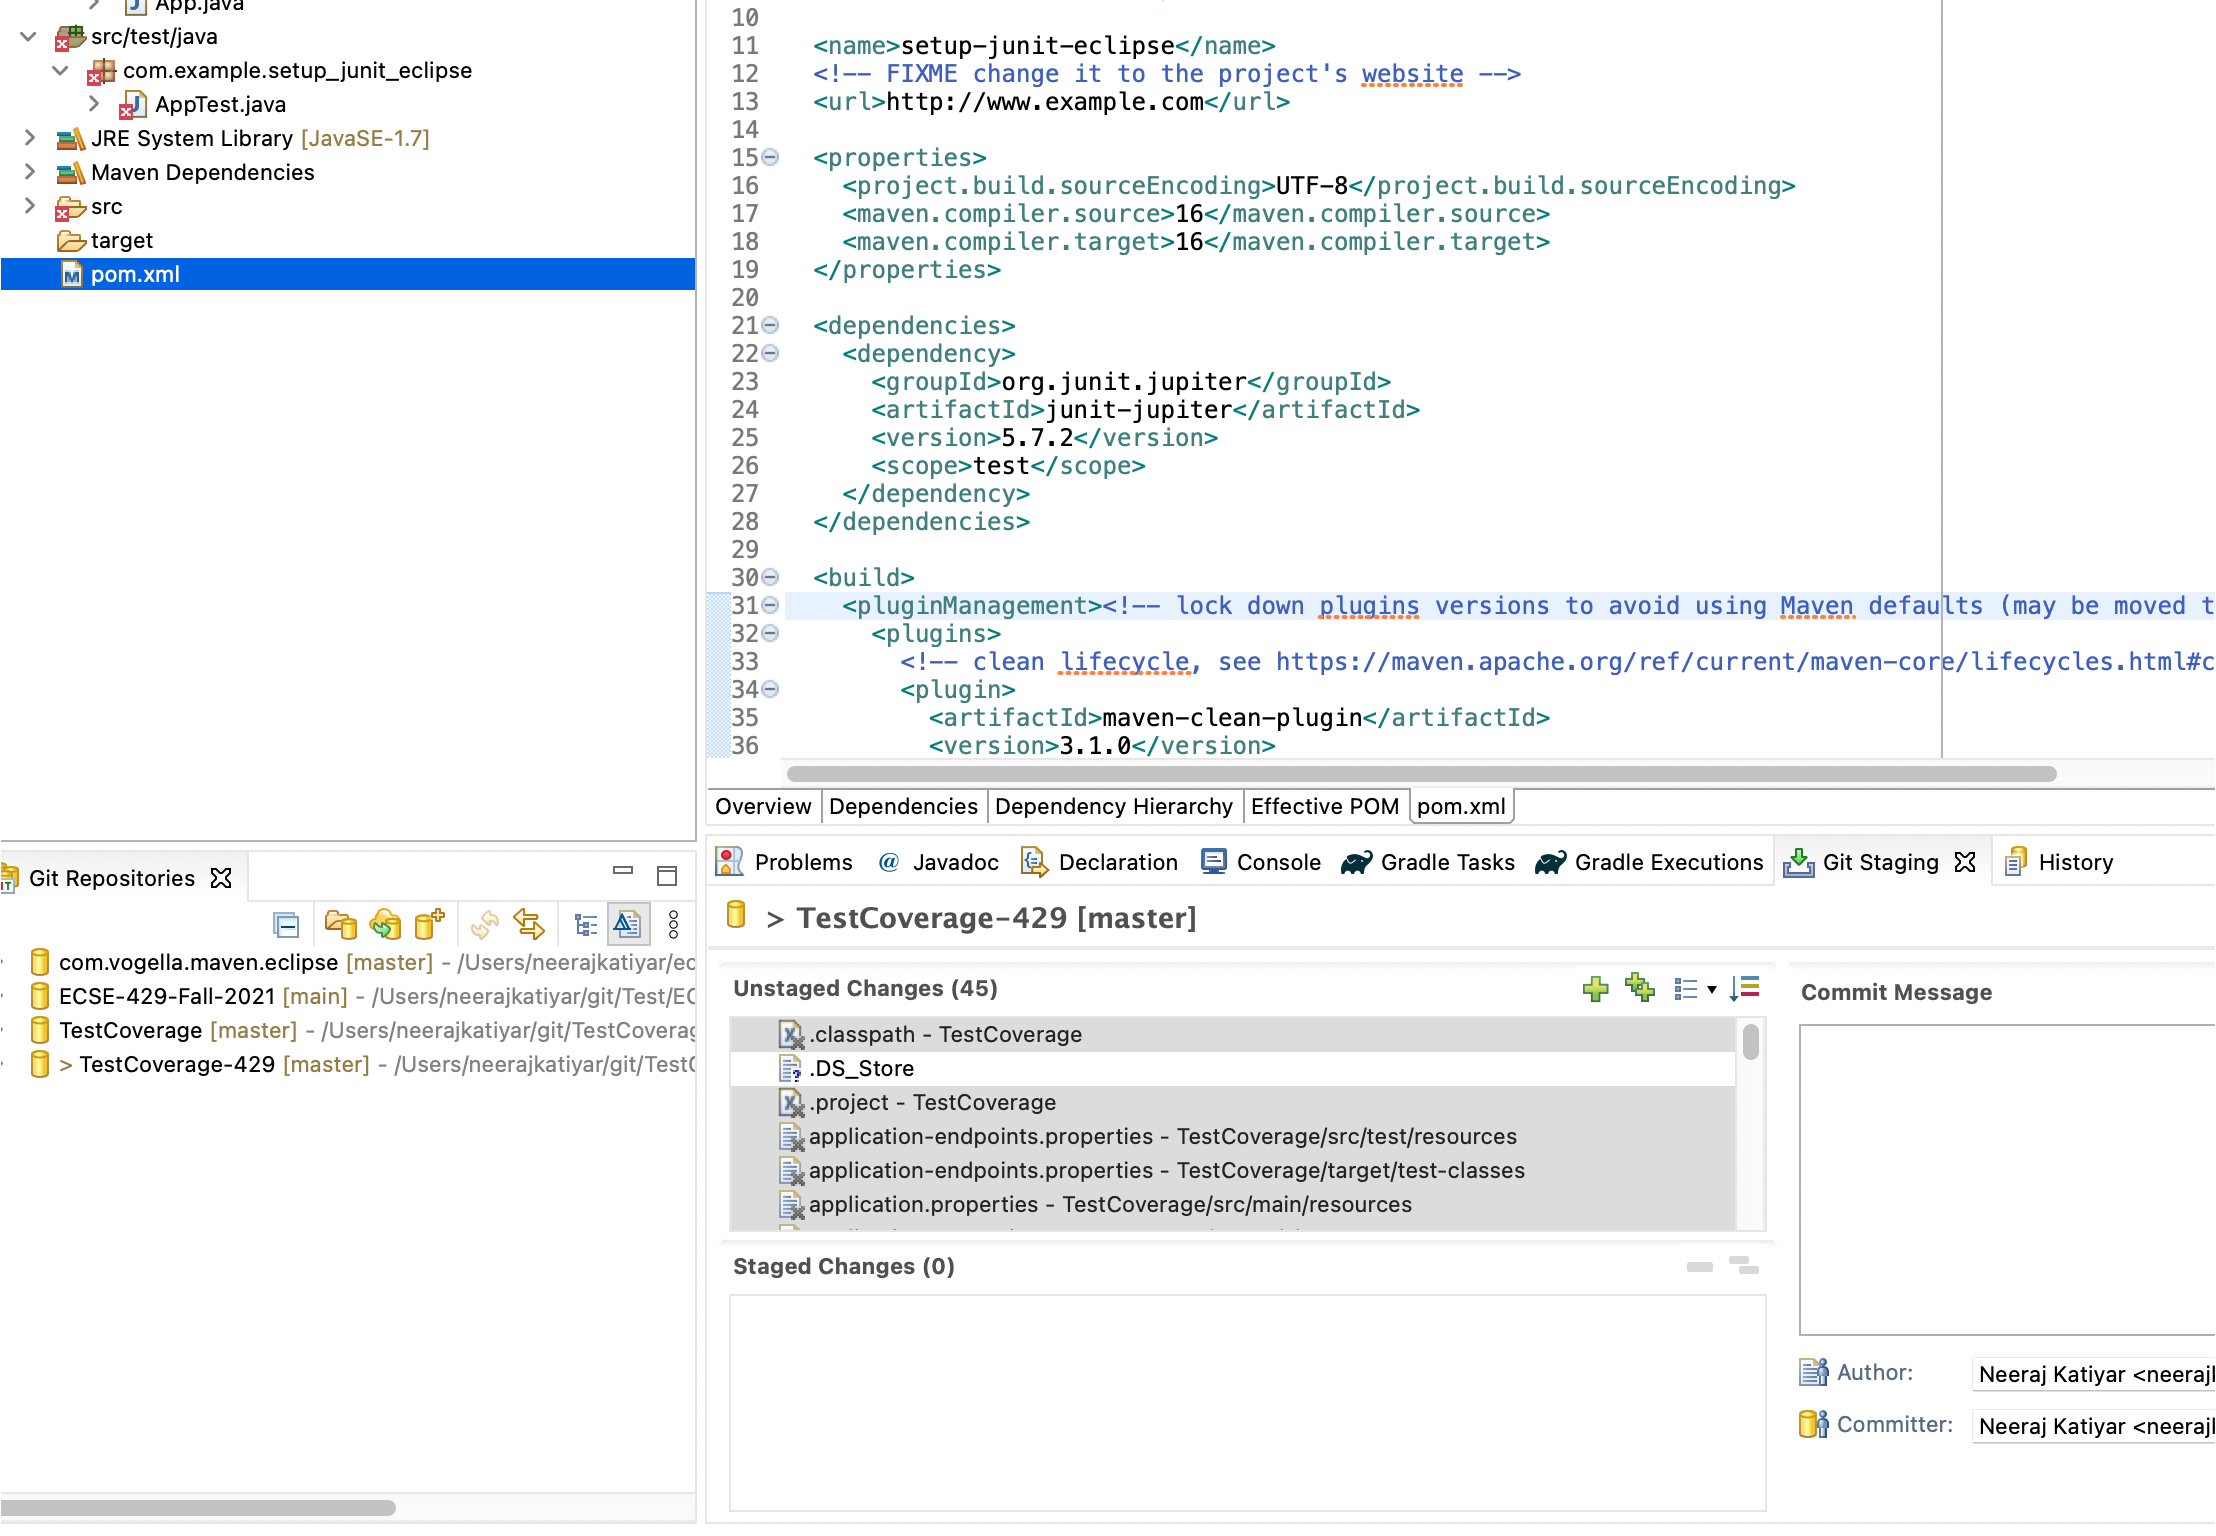 App.java
src/test/java
com.example.setup_junit_eclipse
AppTest.java
JRE System Library [JavaSE-1.7]
Maven Dependencies
src
target
pom.xml
10
11 <name>setup-junit-eclipse</name>
12 <!-- FIXME change it to the project's website -->
13 <url>http://www.example.com</url>
14
15 <properties>
16 <project.build.sourceEncoding>UTF-8</project.build.sourceEncoding>
17 <maven.compiler.source>16</maven.compiler.source>
18 <maven.compiler.target>16</maven.compiler.target>
19 </properties>
20
21 <dependencies>
22 <dependency>
23 <groupId>org.junit.jupiter</groupId>
24 <artifactId>junit-jupiter</artifactId>
25 <version>5.7.2</version>
26 <scope>test</scope>
27 </dependency>
28 </dependencies>
29
30 <build>
31 <pluginManagement><!-- lock down plugins versions to avoid using Maven defaults (may be moved t
32 <plugins>
33 <!-- clean lifecycle, see https://maven.apache.org/ref/current/maven-core/lifecycles.html#c
34 <plugin>
35 <artifactId>maven-clean-plugin</artifactId>
36 <version>3.1.0</version>
Overview Dependencies Dependency Hierarchy Effective POM pom.xml
Git Repositories
com.vogella.maven.eclipse [master] - /Users/neerajkatiyar/ec
ECSE-429-Fall-2021 [main] - /Users/neerajkatiyar/git/Test/EC
TestCoverage [master] - /Users/neerajkatiyar/git/TestCoverag
> TestCoverage-429 [master] - /Users/neerajkatiyar/git/Test
Problems @ Javadoc Declaration Console Gradle Tasks Gradle Executions Git Staging History
> TestCoverage-429 [master]
Unstaged Changes (45)
.classpath - TestCoverage
.DS_Store
.project - TestCoverage
application-endpoints.properties - TestCoverage/src/test/resources
application-endpoints.properties - TestCoverage/target/test-classes
application.properties - TestCoverage/src/main/resources
Staged Changes (0)
Commit Message
Author: Neeraj Katiyar <neeraj
Committer: Neeraj Katiyar <neeraj